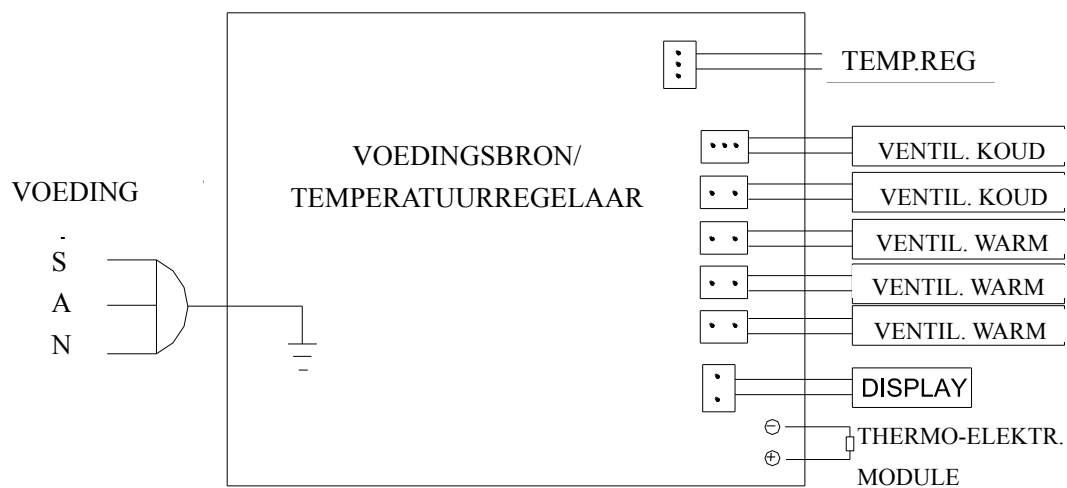 TEMP.REG
VOEDINGSBRON/
TEMPERATUURREGELAAR
VOEDING
S
A
N
VENTIL. KOUD
VENTIL. KOUD
VENTIL. WARM
VENTIL. WARM
VENTIL. WARM
DISPLAY
THERMO-ELEKTR.
MODULE